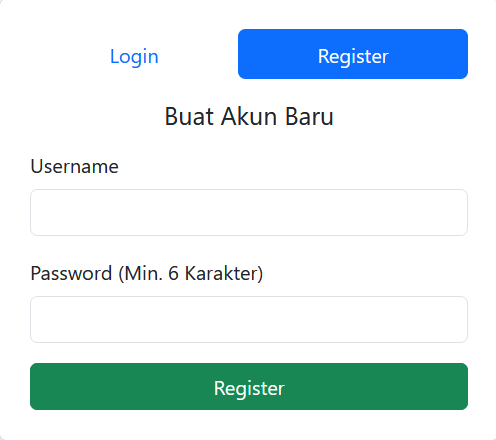 Login Register
Buat Akun Baru
Username
Password (Min. 6 Karakter)
Register